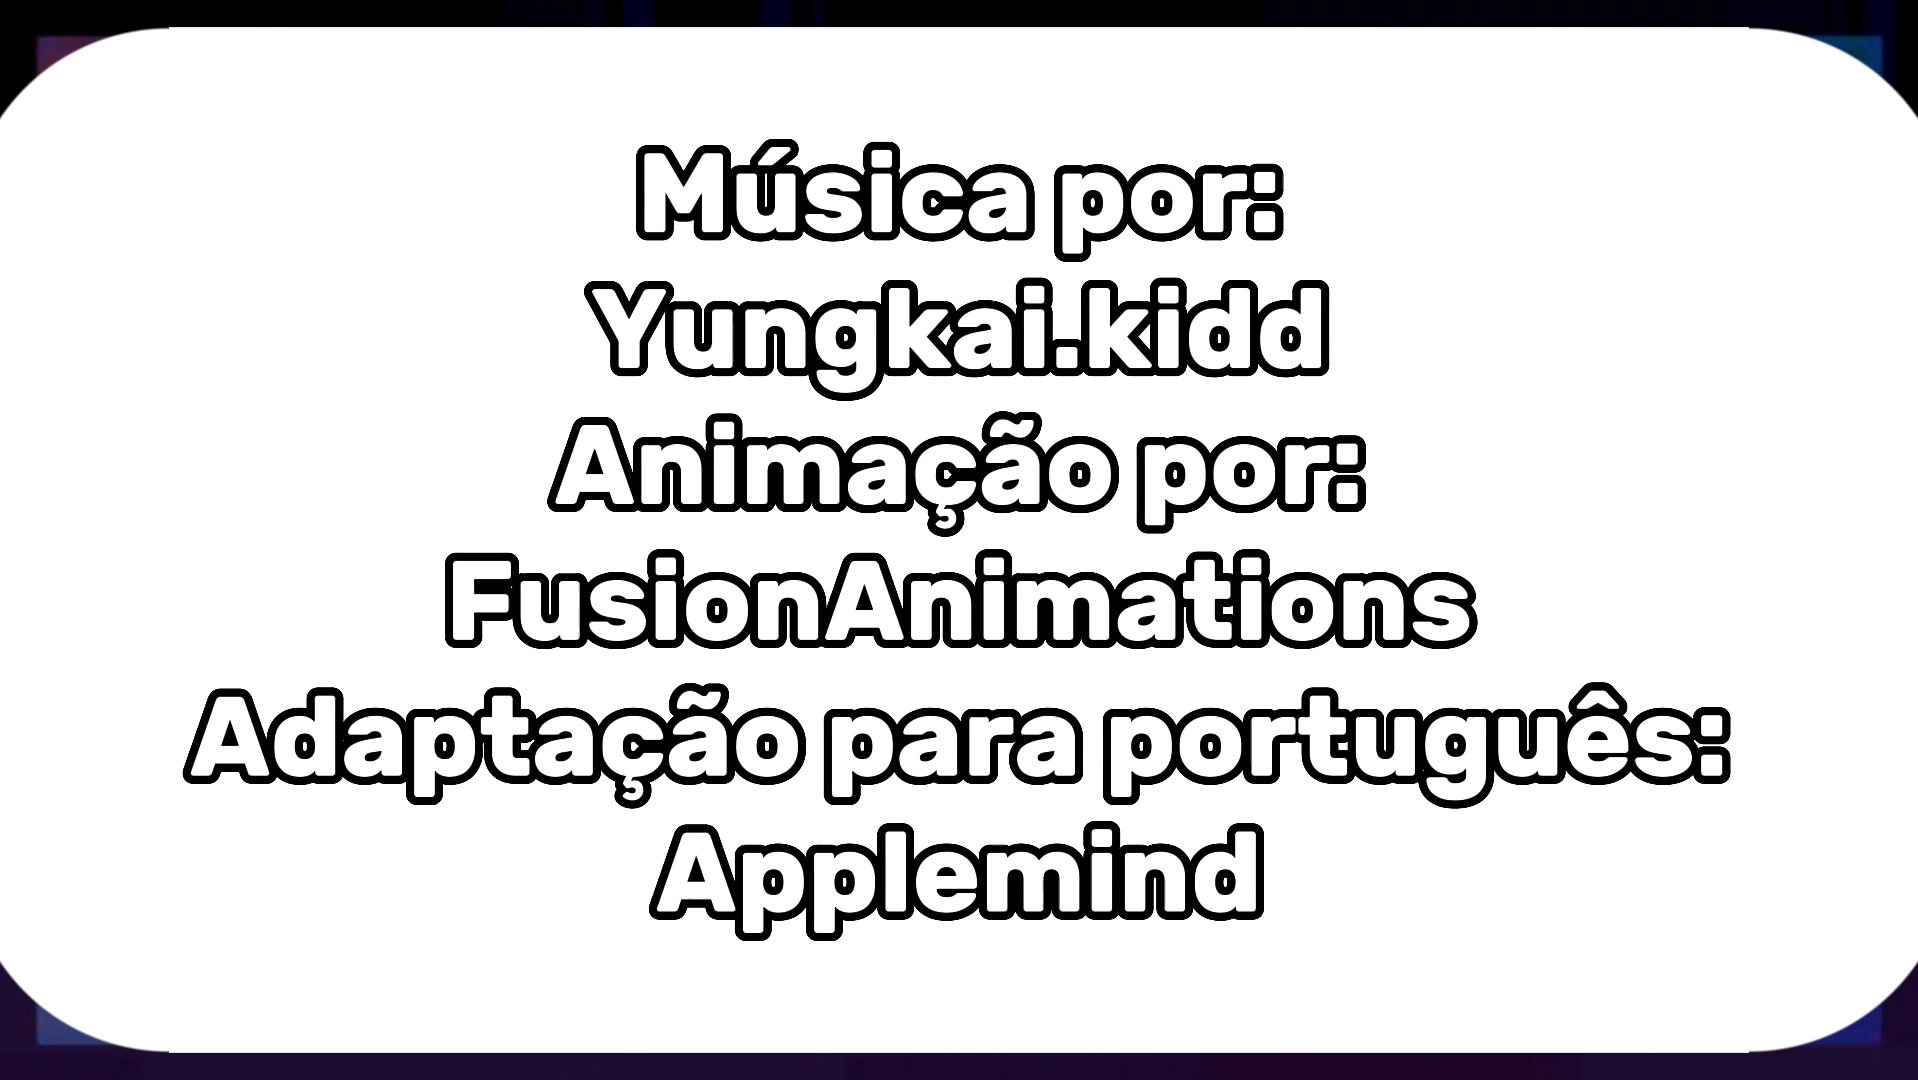 Música por:
Yungkai.kidd
Animação por:
FusionAnimations
Adaptação para português:
Applemind